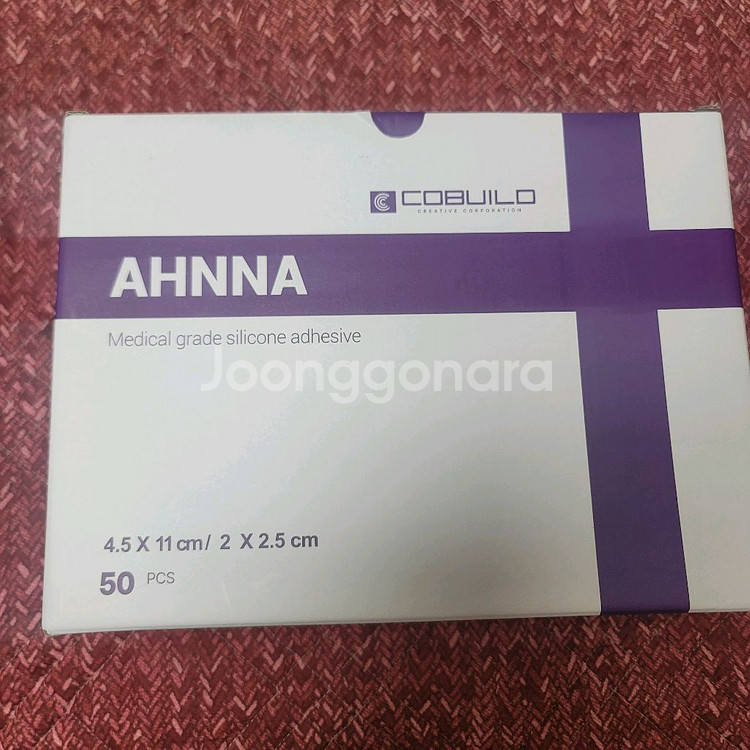 COBUILD
CREATIVE CORPORATION
AHNNA
Medical grade silicone adhesive
Joonggonara
4.5 X 11 cm / 2 X 2.5 cm
50 PCS